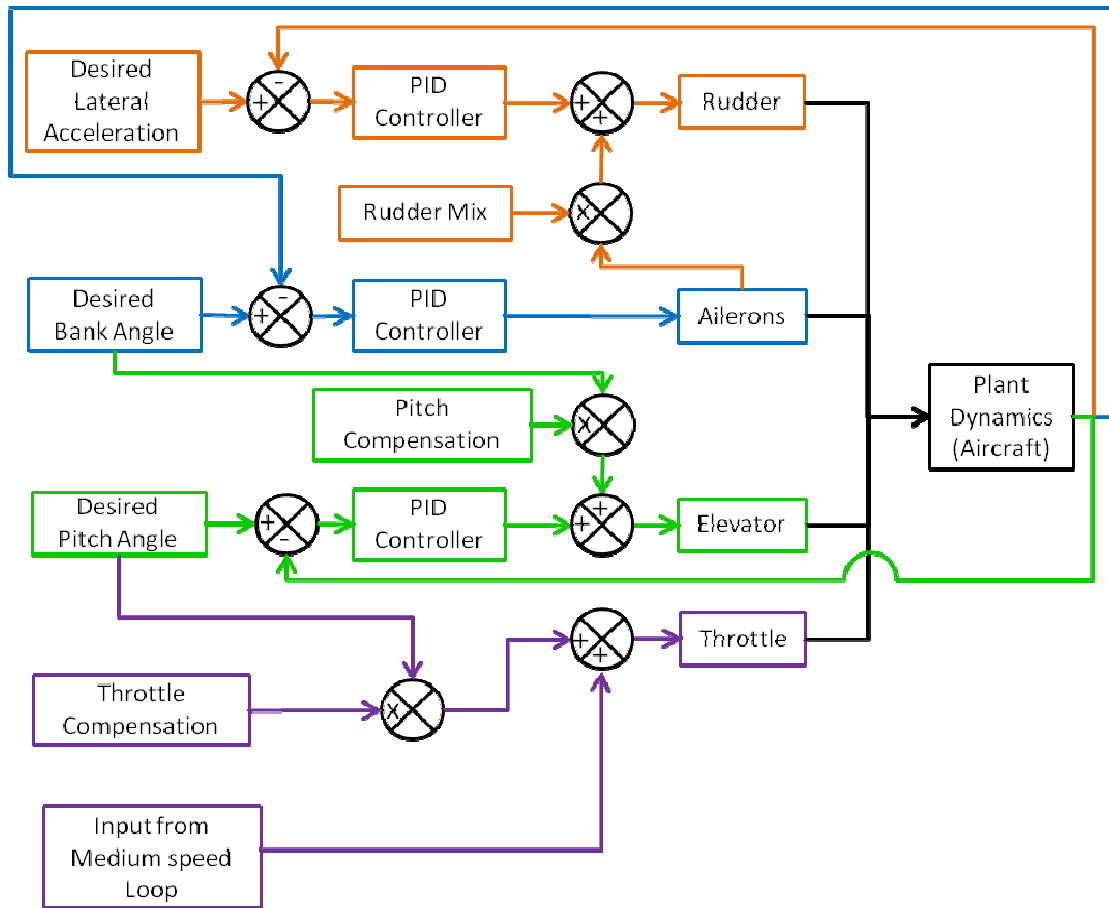 Desired
Lateral
Acceleration
-
+
PID
Controller
+
+
Rudder
Rudder Mix
x
Desired
Bank Angle
-
+
PID
Controller
Ailerons
Pitch
Compensation
x
Plant
Dynamics
(Aircraft)
Desired
Pitch Angle
+
-
PID
Controller
+
+
Elevator
Throttle
Compensation
x
+
+
Throttle
Input from
Medium speed
Loop